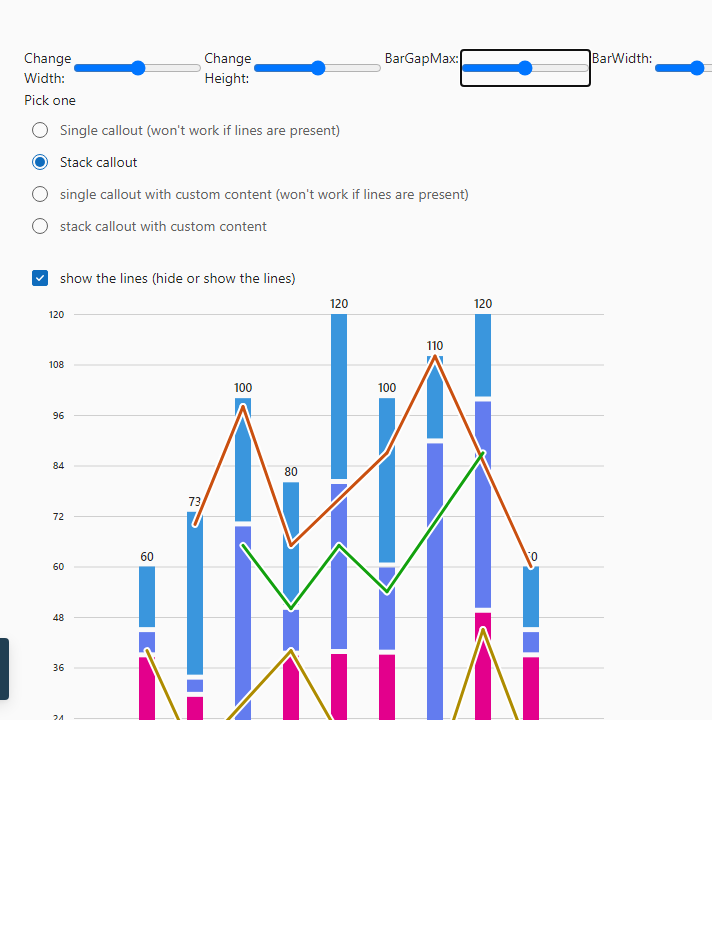 Change Width:
Change Height:
BarGapMax:
BarWidth:
Pick one
Single callout (won't work if lines are present)
Stack callout
single callout with custom content (won't work if lines are present)
stack callout with custom content
show the lines (hide or show the lines)
120
108
96
84
72
60
48
36
24
60
73
100
80
120
100
110
120